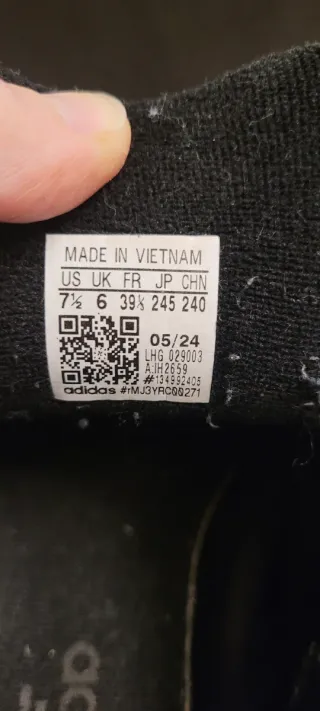 MADE IN VIETNAM
US UK FR JP CHN
7½ 6 39⅓ 245 240
05/24
LHG 029003
A:IH2659
#134992405
adidas #rMJ3YRC00271